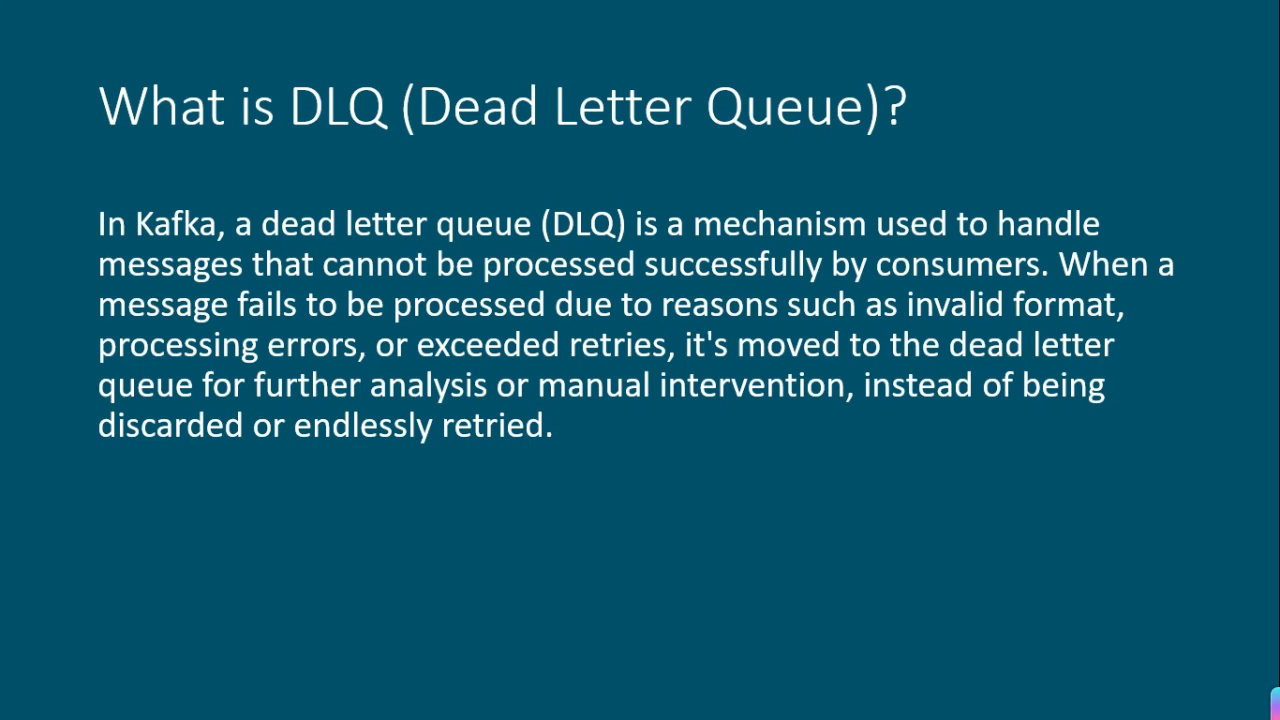 What is DLQ (Dead Letter Queue)?
In Kafka, a dead letter queue (DLQ) is a mechanism used to handle
messages that cannot be processed successfully by consumers. When a
message fails to be processed due to reasons such as invalid format,
processing errors, or exceeded retries, it's moved to the dead letter
queue for further analysis or manual intervention, instead of being
discarded or endlessly retried.